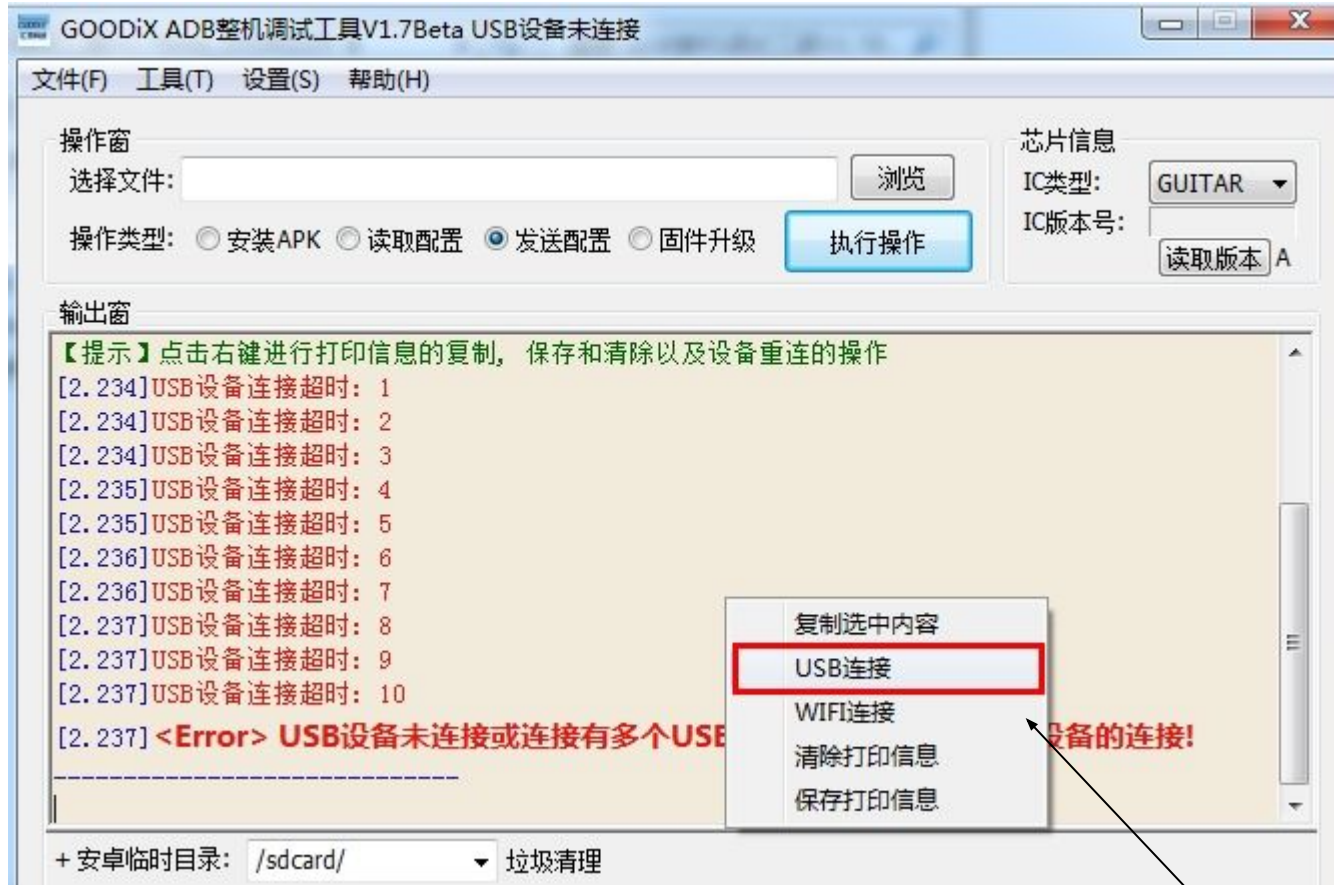 GOODiX ADB整机调试工具V1.7Beta USB设备未连接
文件(F) 工具(T) 设置(S) 帮助(H)
操作窗
选择文件:
浏览
操作类型: 安装APK 读取配置 发送配置 固件升级
执行操作
芯片信息
IC类型: GUITAR
IC版本号:
读取版本 A
输出窗
【提示】点击右键进行打印信息的复制, 保存和清除以及设备重连的操作
[2.234]USB设备连接超时: 1
[2.234]USB设备连接超时: 2
[2.234]USB设备连接超时: 3
[2.235]USB设备连接超时: 4
[2.235]USB设备连接超时: 5
[2.236]USB设备连接超时: 6
[2.236]USB设备连接超时: 7
[2.237]USB设备连接超时: 8
[2.237]USB设备连接超时: 9
[2.237]USB设备连接超时: 10
[2.237]<Error> USB设备未连接或连接有多个USB 设备的连接!
------------------------------
复制选中内容
USB连接
WIFI连接
清除打印信息
保存打印信息
+ 安卓临时目录: /sdcard/ 垃圾清理